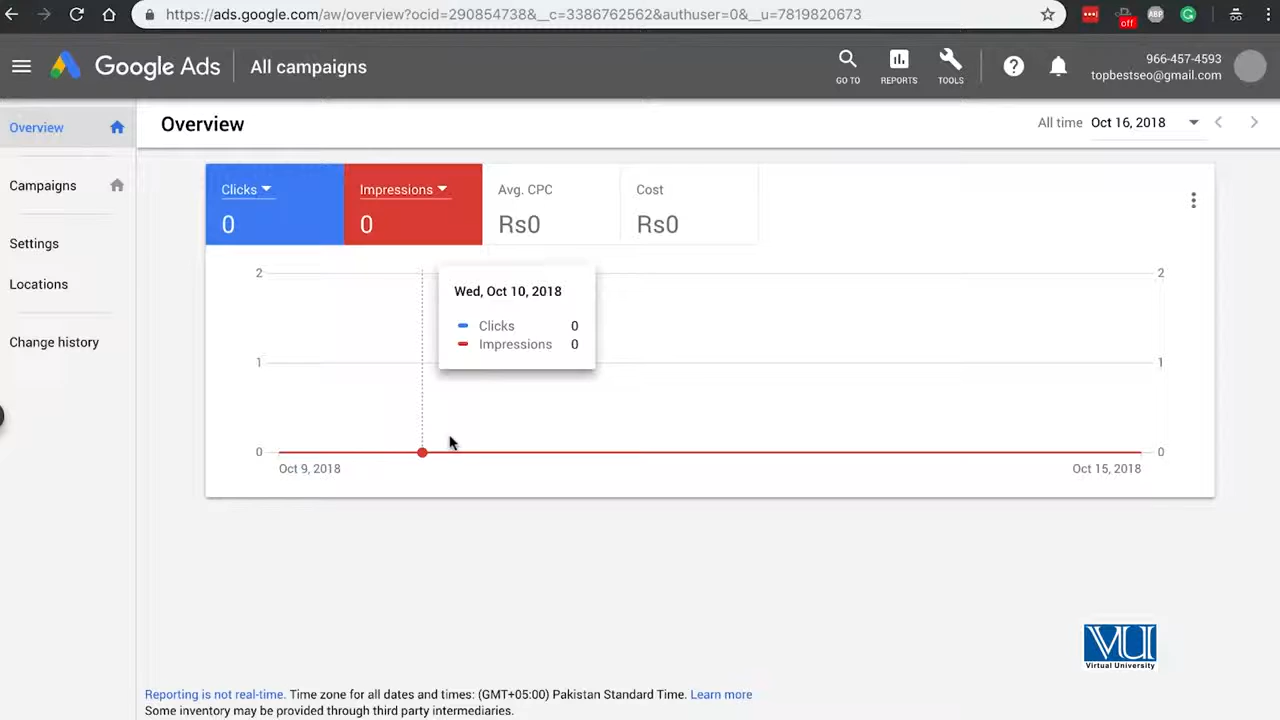 https://ads.google.com/aw/overview?ocid=290854738&__c=3386762562&authuser=0&__u=7819820673
off
ABP
Google Ads
All campaigns
GO TO
REPORTS
TOOLS
966-457-4593
topbestseo@gmail.com
Overview
Campaigns
Settings
Locations
Change history
Overview
All time Oct 16, 2018
Clicks
0
Impressions
0
Avg. CPC
Rs0
Cost
Rs0
2
2
Wed, Oct 10, 2018
Clicks 0
Impressions 0
1
1
0
0
Oct 9, 2018
Oct 15, 2018
VU
Virtual University
Reporting is not real-time. Time zone for all dates and times: (GMT+05:00) Pakistan Standard Time. Learn more
Some inventory may be provided through third party intermediaries.